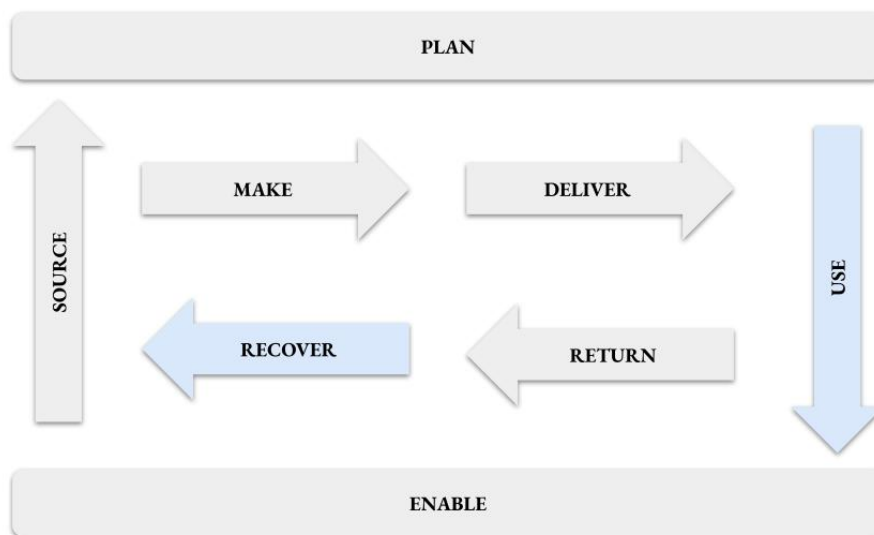 PLAN
MAKE
DELIVER
SOURCE
USE
RECOVER
RETURN
ENABLE